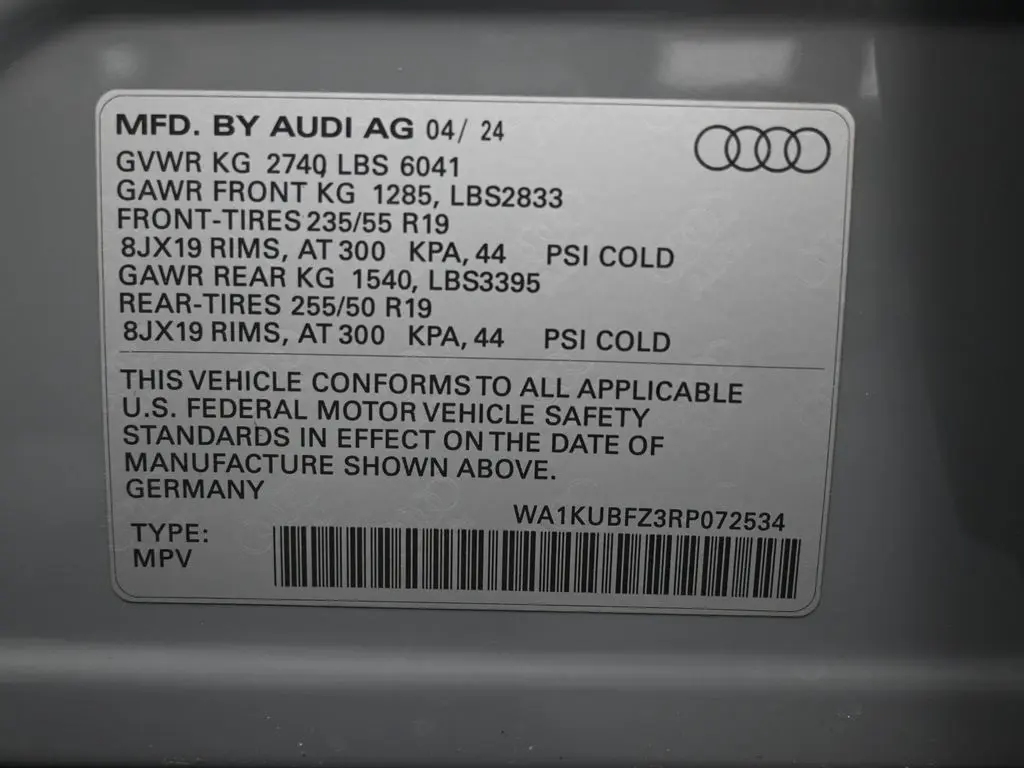 MFD. BY AUDI AG 04/ 24
GVWR KG 2740 LBS 6041
GAWR FRONT KG 1285, LBS2833
FRONT-TIRES 235/55 R19
8JX19 RIMS, AT 300 KPA, 44 PSI COLD
GAWR REAR KG 1540, LBS3395
REAR-TIRES 255/50 R19
8JX19 RIMS, AT 300 KPA, 44 PSI COLD
THIS VEHICLE CONFORMS TO ALL APPLICABLE
U.S. FEDERAL MOTOR VEHICLE SAFETY
STANDARDS IN EFFECT ON THE DATE OF
MANUFACTURE SHOWN ABOVE.
GERMANY
WA1KUBFZ3RP072534
TYPE:
MPV